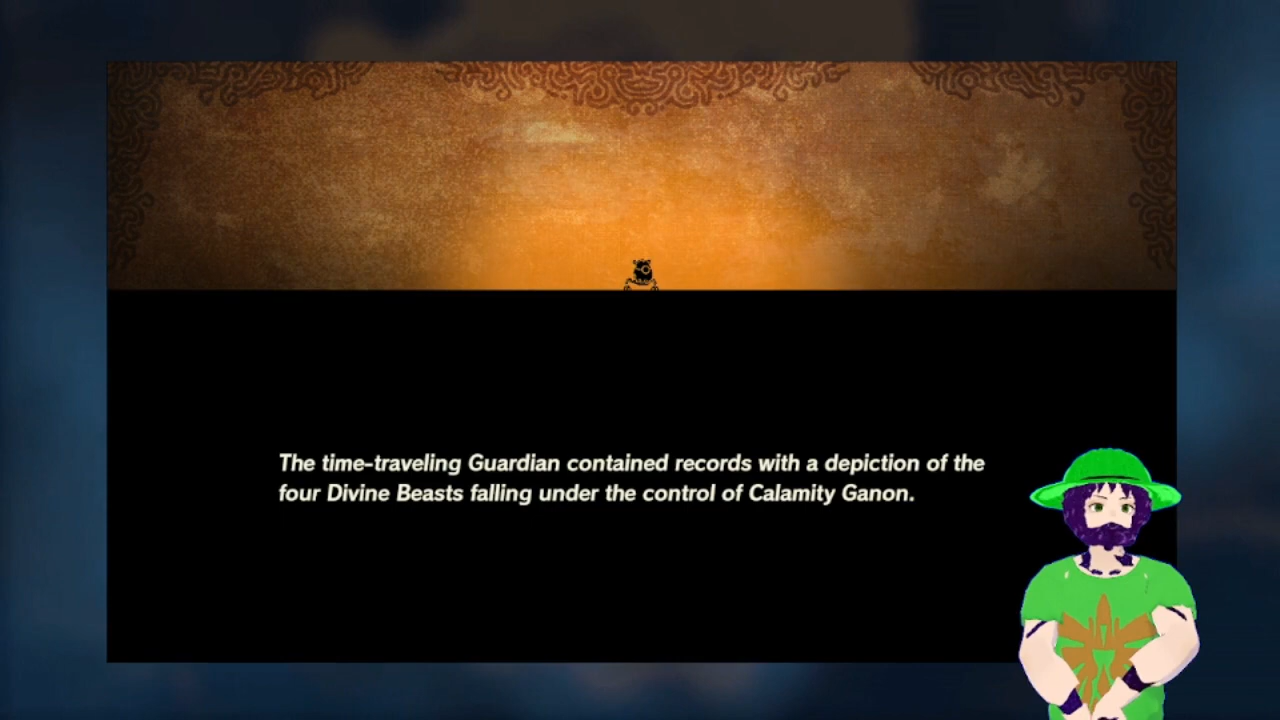 The time-traveling Guardian contained records with a depiction of the
four Divine Beasts falling under the control of Calamity Ganon.